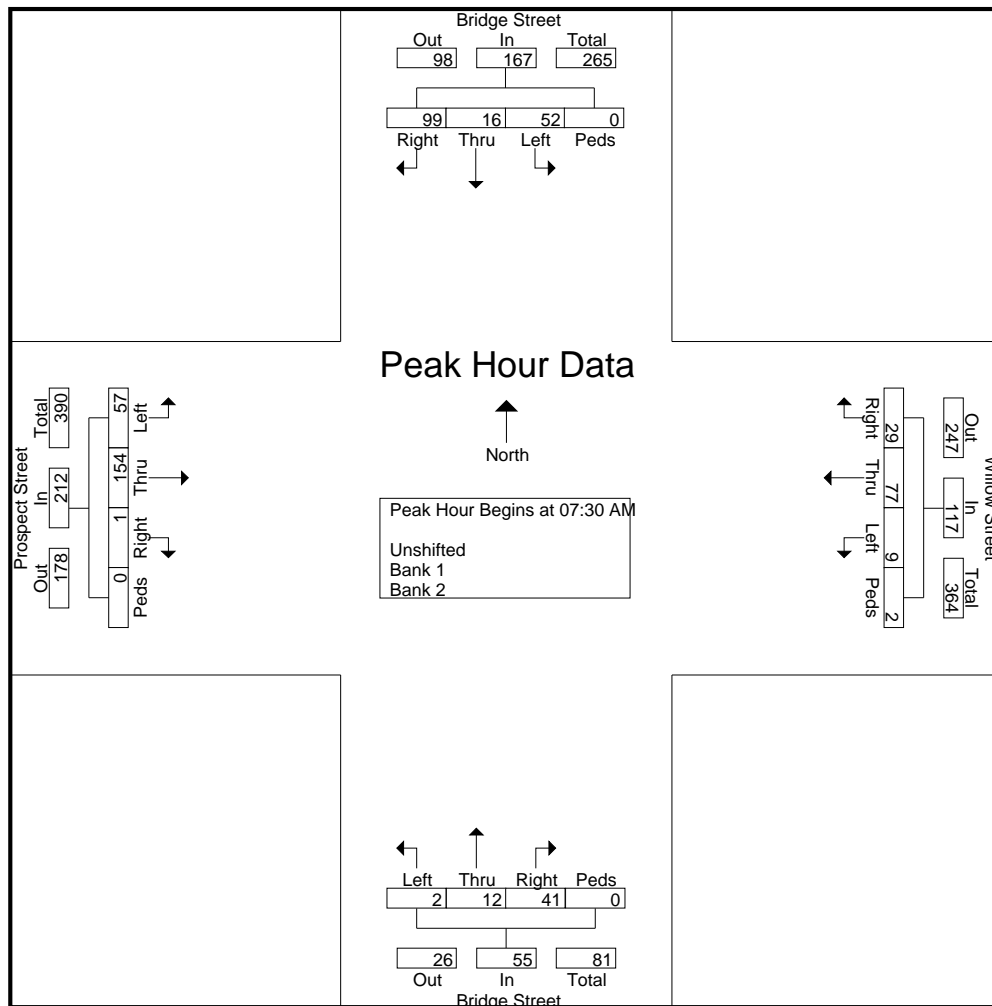 Bridge Street
Out In Total
98 167 265
99 16 52 0
Right Thru Left Peds
Peak Hour Data
North
Peak Hour Begins at 07:30 AM
Unshifted
Bank 1
Bank 2
Prospect Street
Out In Total
178 212 390
0 1 154 57
Peds Right Thru Left
Willow Street
Out In Total
247 117 364
29 77 9 2
Right Thru Left Peds
Left Thru Right Peds
2 12 41 0
26 55 81
Out In Total
Bridge Street